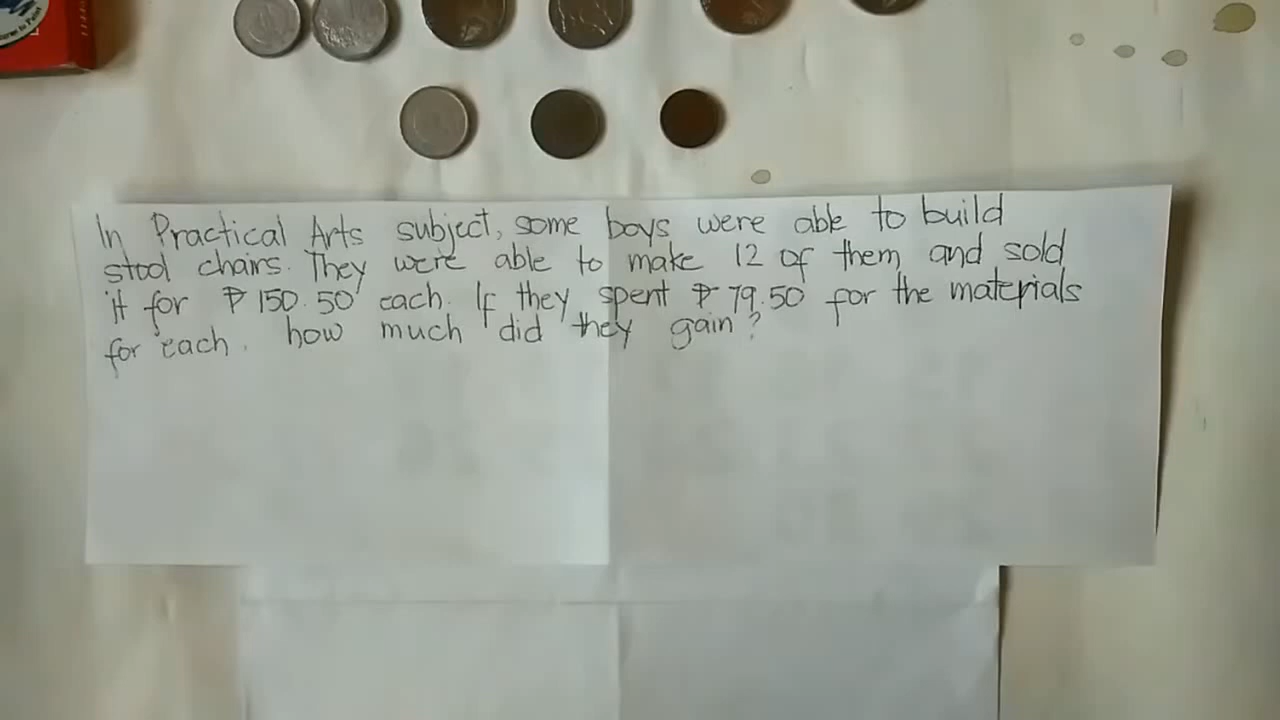 In Practical Arts subject, some boys were able to build
stool chairs. They were able to make 12 of them and sold
it for ₱ 150.50 each. If they spent ₱ 79.50 for the materials
for each. how much did they gain?